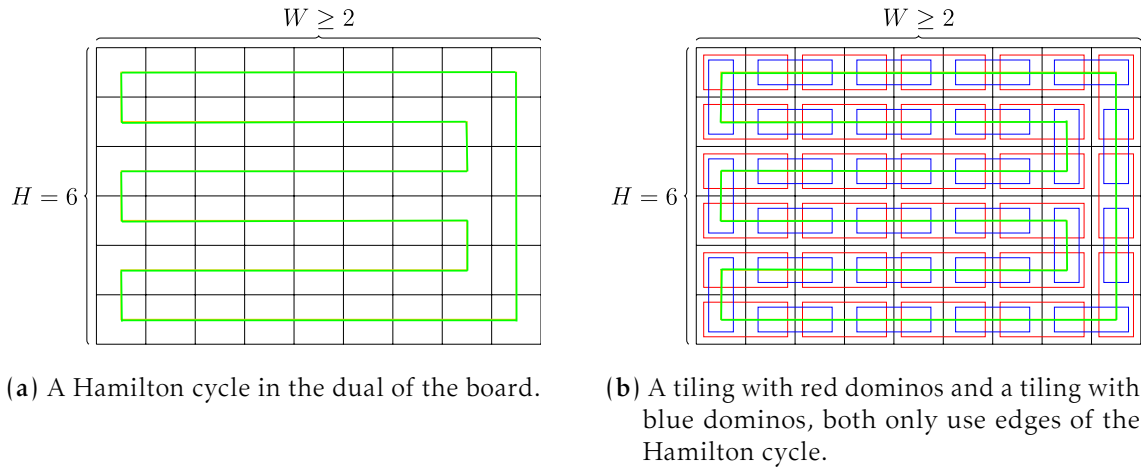 W ≥ 2
W ≥ 2
H = 6
H = 6
(a) A Hamilton cycle in the dual of the board.
(b) A tiling with red dominos and a tiling with
blue dominos, both only use edges of the
Hamilton cycle.